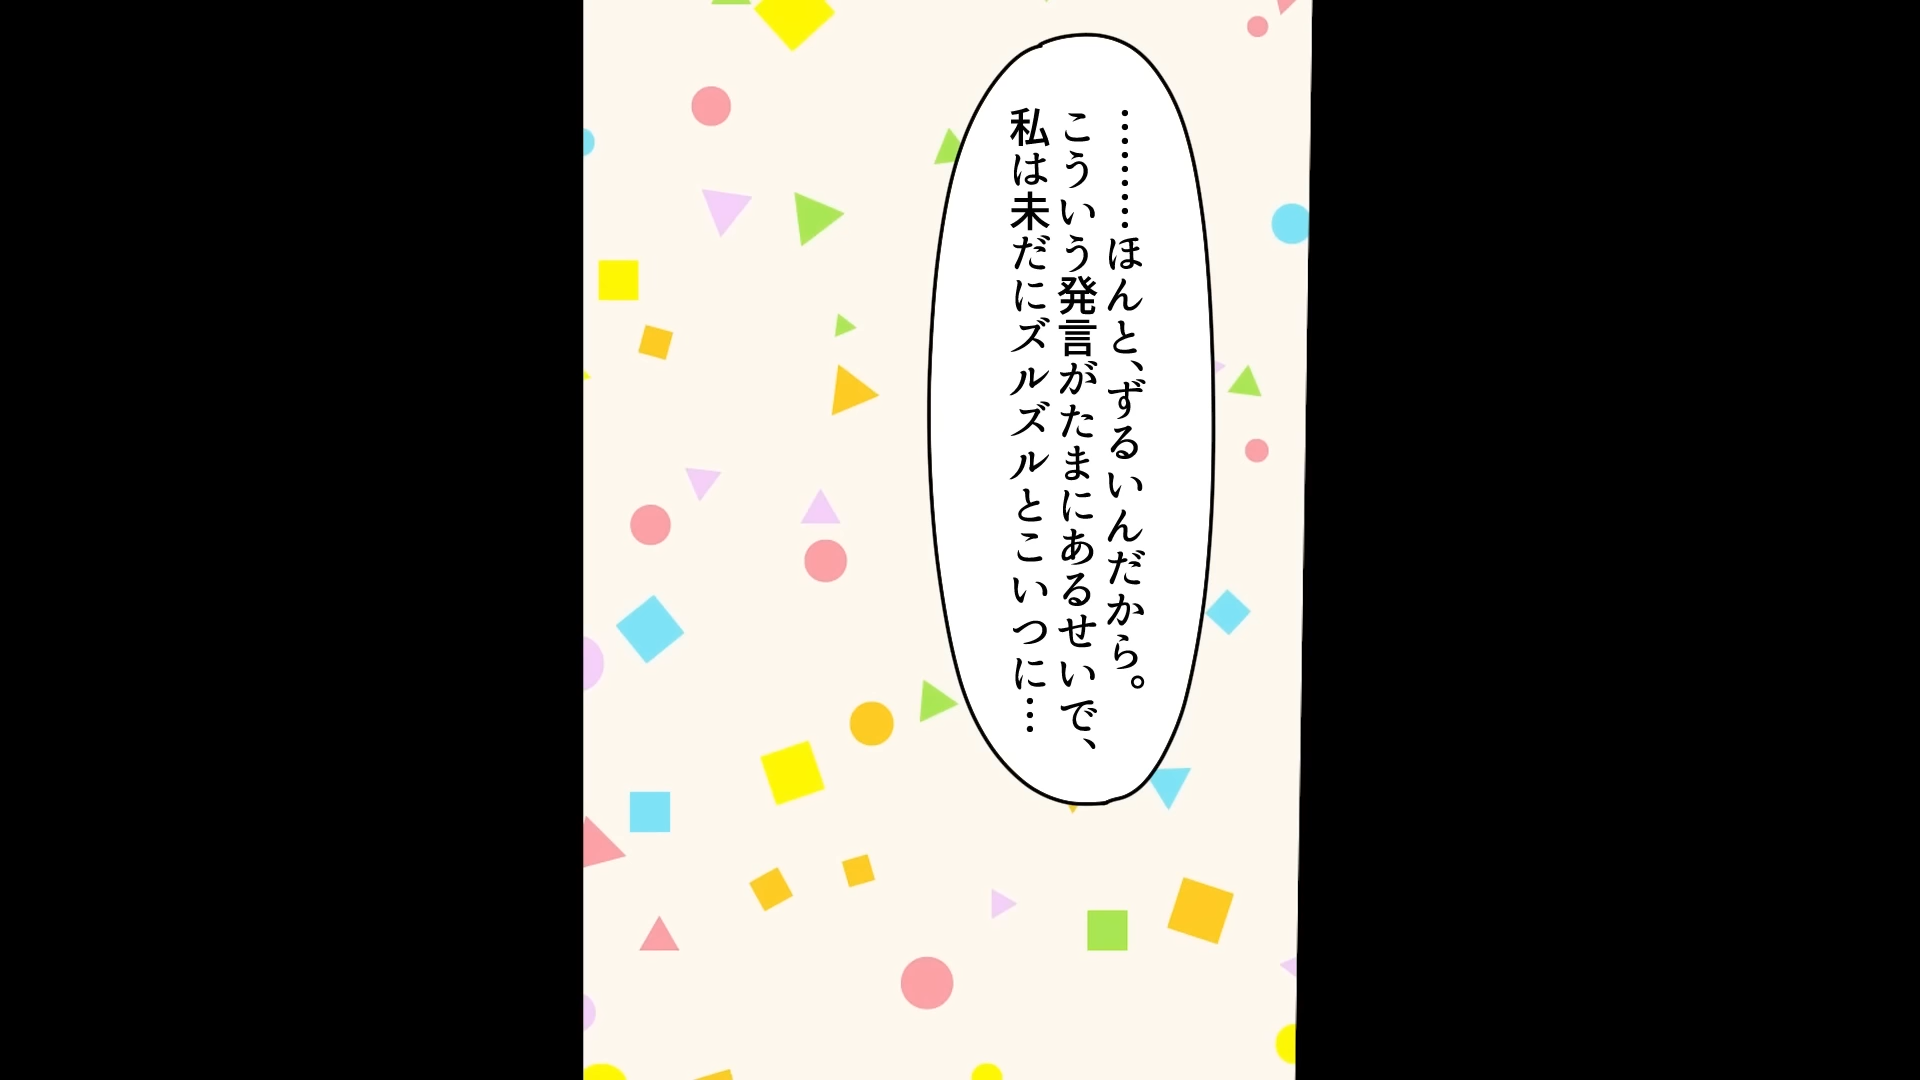 ………ほんと、ずるいんだから。
こういう発言がたまにあるせいで、
私は未だにズルズルとこいつに…